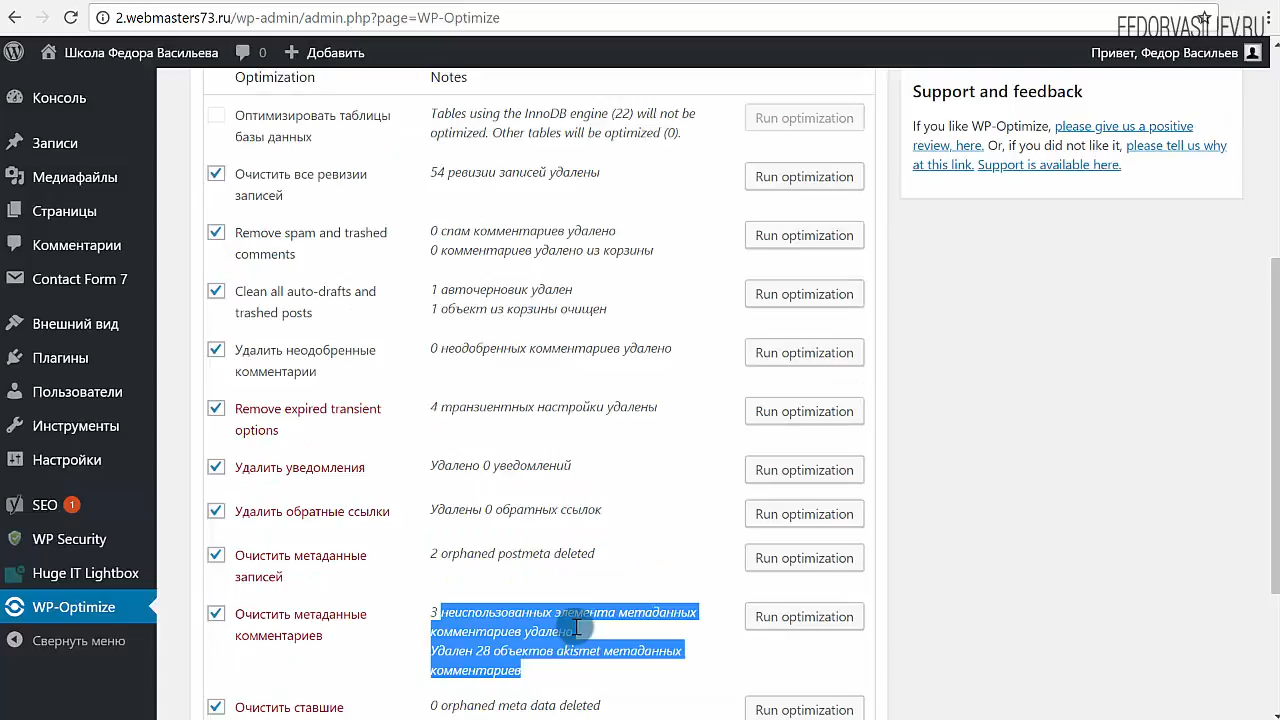 2.webmasters73.ru/wp-admin/admin.php?page=WP-Optimize
FEDORVASILIEV.RU
Школа Федора Васильева
0
Добавить
Привет, Федор Васильев
Консоль
Записи
Медиафайлы
Страницы
Комментарии
Contact Form 7
Внешний вид
Плагины
Пользователи
Инструменты
Настройки
SEO 1
WP Security
Huge IT Lightbox
WP-Optimize
Свернуть меню
Optimization
Notes
Оптимизировать таблицы
базы данных
Tables using the InnoDB engine (22) will not be
optimized. Other tables will be optimized (0).
Run optimization
Очистить все ревизии
записей
54 ревизии записей удалены
Run optimization
Remove spam and trashed
comments
0 спам комментариев удалено
0 комментариев удалено из корзины
Run optimization
Clean all auto-drafts and
trashed posts
1 авточерновик удален
1 объект из корзины очищен
Run optimization
Удалить неодобренные
комментарии
0 неодобренных комментариев удалено
Run optimization
Remove expired transient
options
4 транзиентных настройки удалены
Run optimization
Удалить уведомления
Удалено 0 уведомлений
Run optimization
Удалить обратные ссылки
Удалены 0 обратных ссылок
Run optimization
Очистить метаданные
записей
2 orphaned postmeta deleted
Run optimization
Очистить метаданные
комментариев
3 неиспользованных элемента метаданных
комментариев удалено
Удален 28 объектов akismet метаданных
комментариев
Run optimization
Очистить ставшие
0 orphaned meta data deleted
Run optimization
Support and feedback
If you like WP-Optimize, please give us a positive
review, here. Or, if you did not like it, please tell us why
at this link. Support is available here.